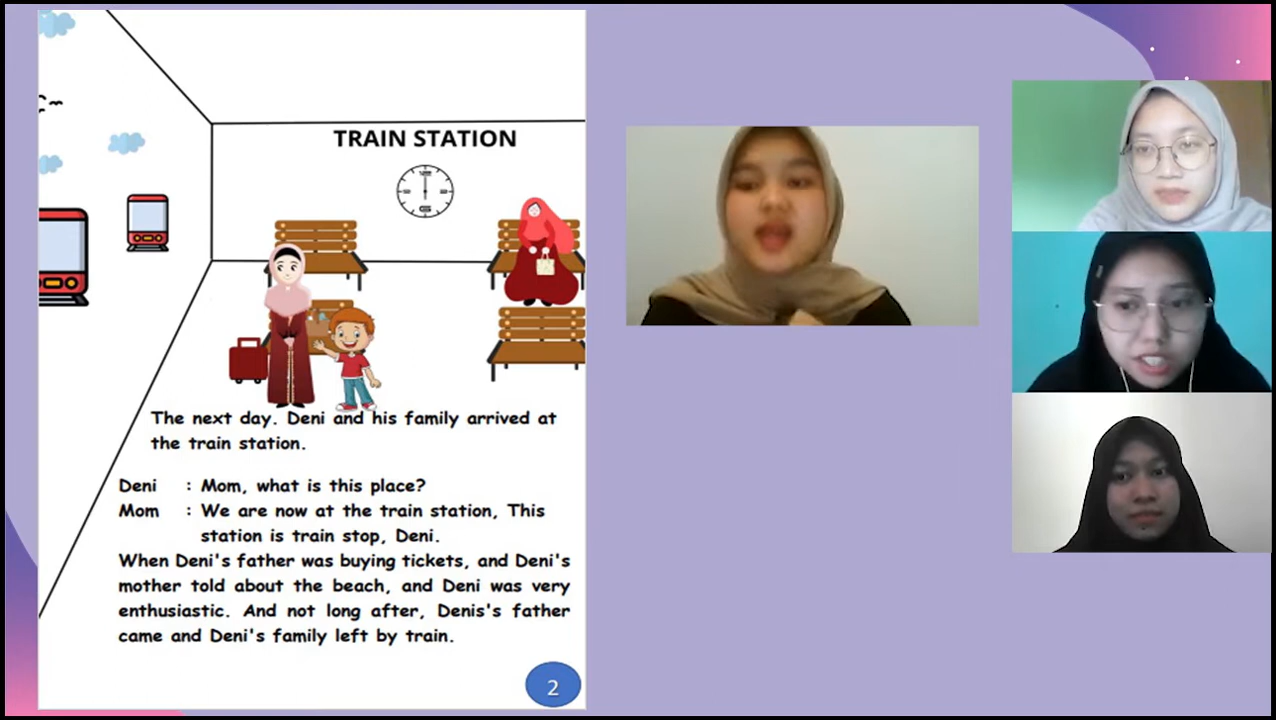 TRAIN STATION
The next day. Deni and his family arrived at
the train station.
Deni : Mom, what is this place?
Mom : We are now at the train station, This
station is train stop, Deni.
When Deni's father was buying tickets, and Deni's
mother told about the beach, and Deni was very
enthusiastic. And not long after, Denis's father
came and Deni's family left by train.
2